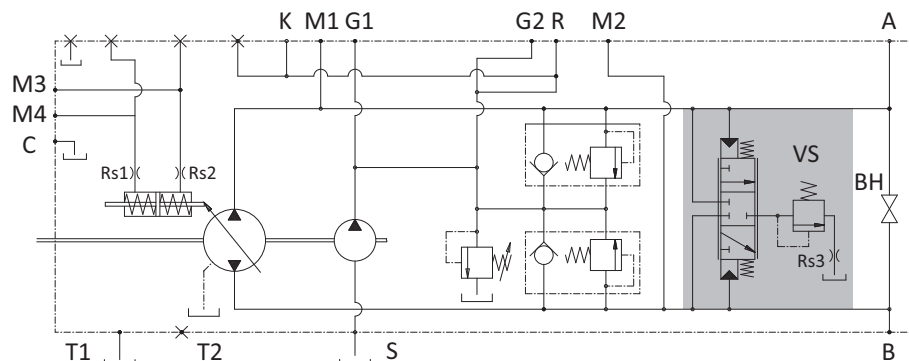 K M1 G1 G2 R M2 A
M3
M4
C
Rs1 Rs2
VS
BH
Rs3
T1 T2 S B